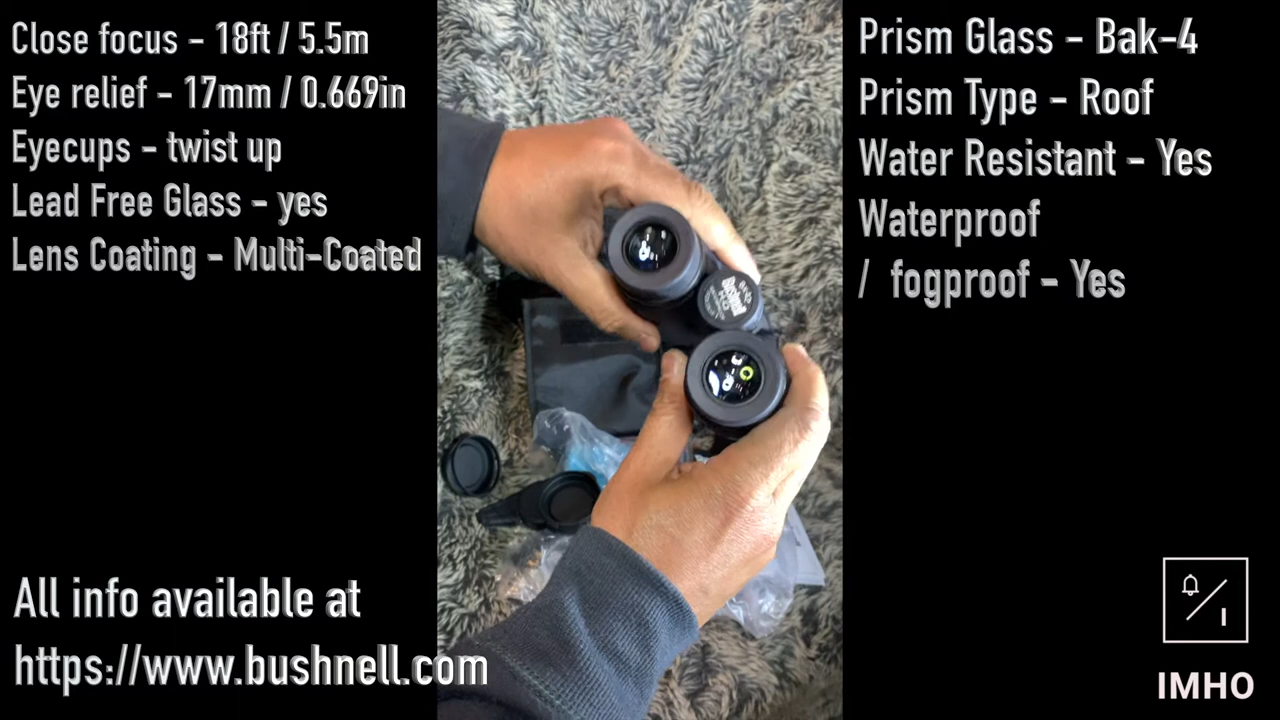 Close focus - 18ft / 5.5m
Eye relief - 17mm / 0.669in
Eyecups - twist up
Lead Free Glass - yes
Lens Coating - Multi-Coated
Prism Glass - Bak-4
Prism Type - Roof
Water Resistant - Yes
Waterproof
/ fogproof - Yes
Bushnell
All info available at
https://www.bushnell.com
IMHO